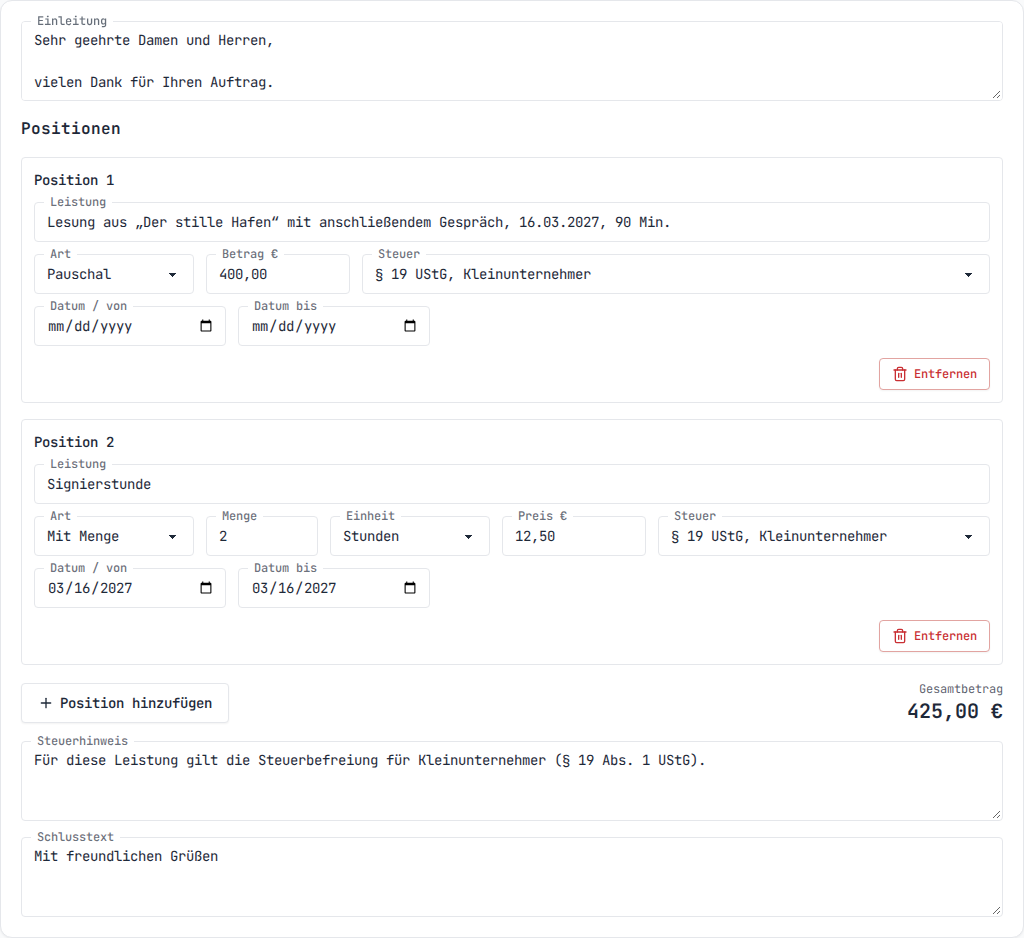 Einleitung
Sehr geehrte Damen und Herren,
vielen Dank für Ihren Auftrag.
Positionen
Position 1
Leistung
Lesung aus „Der stille Hafen“ mit anschließendem Gespräch, 16.03.2027, 90 Min.
Art Betrag € Steuer
Pauschal 400,00 § 19 UStG, Kleinunternehmer
Datum / von Datum bis
mm/dd/yyyy mm/dd/yyyy
Entfernen
Position 2
Leistung
Signierstunde
Art Menge Einheit Preis € Steuer
Mit Menge 2 Stunden 12,50 § 19 UStG, Kleinunternehmer
Datum / von Datum bis
03/16/2027 03/16/2027
Entfernen
+ Position hinzufügen
Gesamtbetrag
425,00 €
Steuerhinweis
Für diese Leistung gilt die Steuerbefreiung für Kleinunternehmer (§ 19 Abs. 1 UStG).
Schlusstext
Mit freundlichen Grüßen